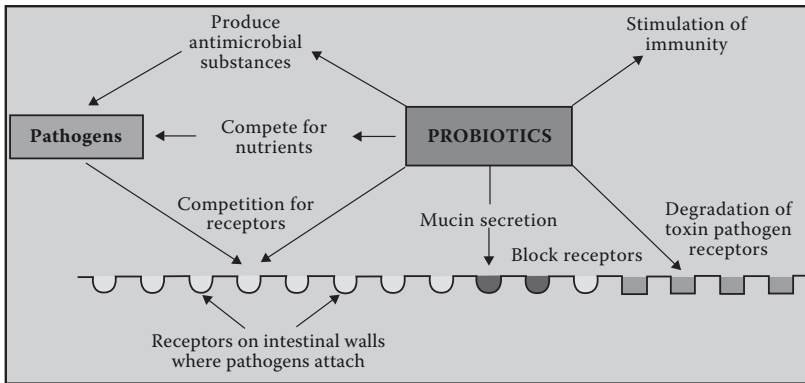 Produce
antimicrobial
substances
Stimulation of
immunity
Pathogens
Compete for
nutrients
PROBIOTICS
Competition for
receptors
Mucin secretion
Degradation of
toxin pathogen
receptors
Block receptors
Receptors on intestinal walls
where pathogens attach